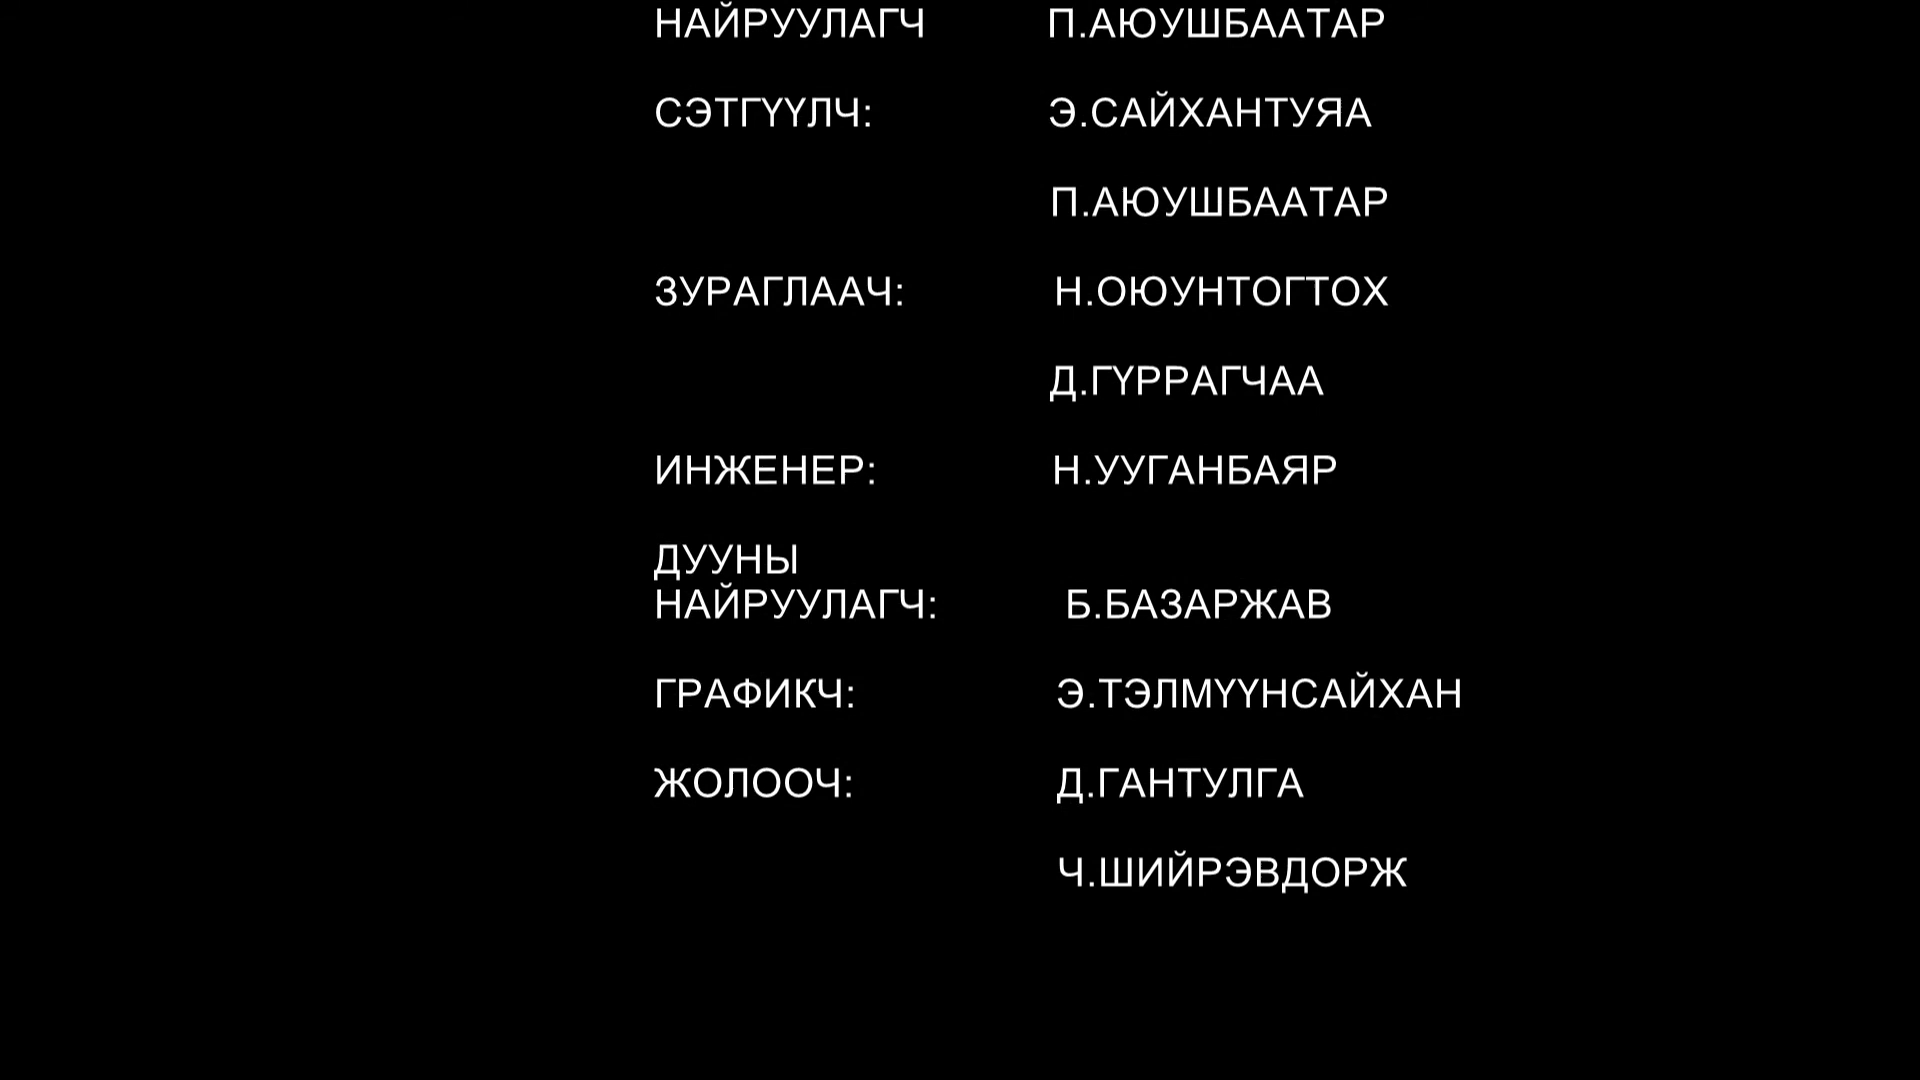 НАЙРУУЛАГЧ П.АЮУШБААТАР
СЭТГҮҮЛЧ: Э.САЙХАНТУЯА
П.АЮУШБААТАР
ЗУРАГЛААЧ: Н.ОЮУНТОГТОХ
Д.ГҮРРАГЧАА
ИНЖЕНЕР: Н.УУГАНБАЯР
ДУУНЫ
НАЙРУУЛАГЧ: Б.БАЗАРЖАВ
ГРАФИКЧ: Э.ТЭЛМҮҮНСАЙХАН
ЖОЛООЧ: Д.ГАНТУЛГА
Ч.ШИЙРЭВДОРЖ